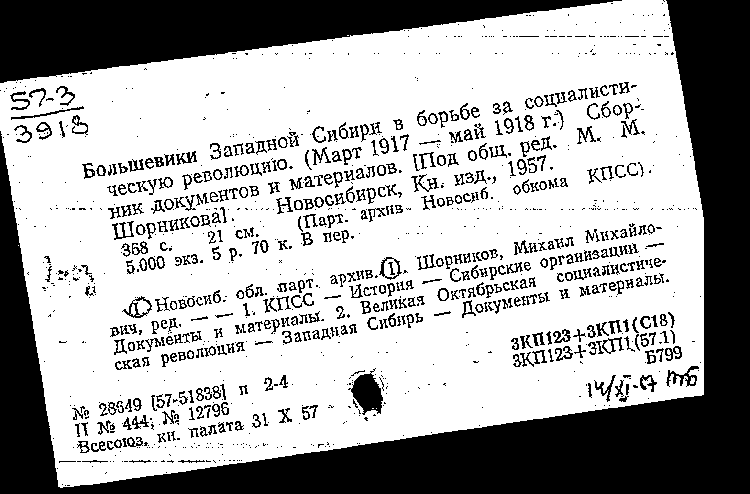 57-3
3918
Большевики Западной Сибири в борьбе за социалисти-
ческую революцию. (Март 1917 — май 1918 г.) Сбор-
ник документов и материалов. [Под общ. ред. М. М.
Шорникова]. Новосибирск, Кн. изд., 1957.
368 с. 21 см. (Парт. архив Новосиб. обкома КПСС).
5.000 экз. 5 р. 70 к. В пер.
I Новосиб. обл. парт. архив. I. Шорников, Михаил Михайло-
вич, ред. — — 1. КПСС — История — Сибирские организации —
Документы и материалы. 2. Великая Октябрьская социалистиче-
ская революция — Западная Сибирь — Документы и материалы.
3КП123+3КП1(С18)
3КП123+3КП1(57.1)
Б799
№ 28649 [57-51838] п 2-4
П № 444; № 12796
Всесоюз. кн. палата 31 X 57
14/XI-57